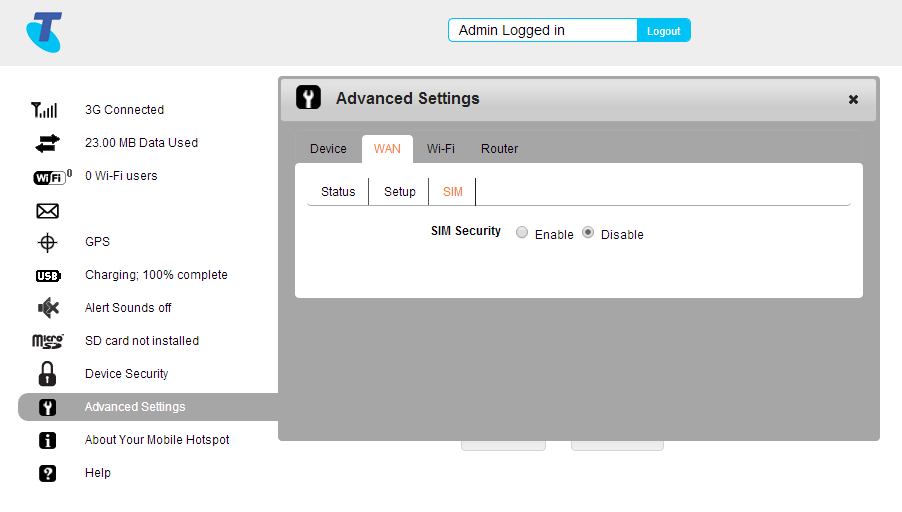 T
Admin Logged in
Logout
3G Connected
23.00 MB Data Used
WiFi 0
0 Wi-Fi users
GPS
USB
Charging; 100% complete
Alert Sounds off
Micro SD
SD card not installed
Device Security
Advanced Settings
i
About Your Mobile Hotspot
?
Help
Advanced Settings
Device
WAN
Wi-Fi
Router
Status
Setup
SIM
SIM Security
Enable
Disable